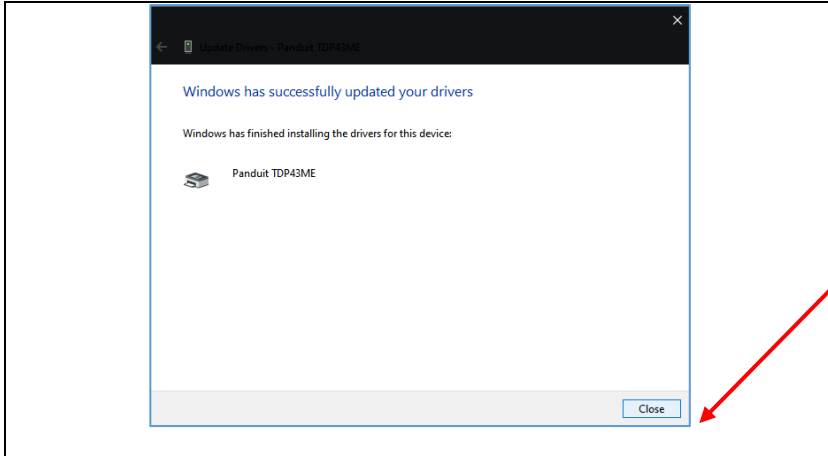 Update Drivers - Panduit TDP43ME
Windows has successfully updated your drivers
Windows has finished installing the drivers for this device:
Panduit TDP43ME
Close